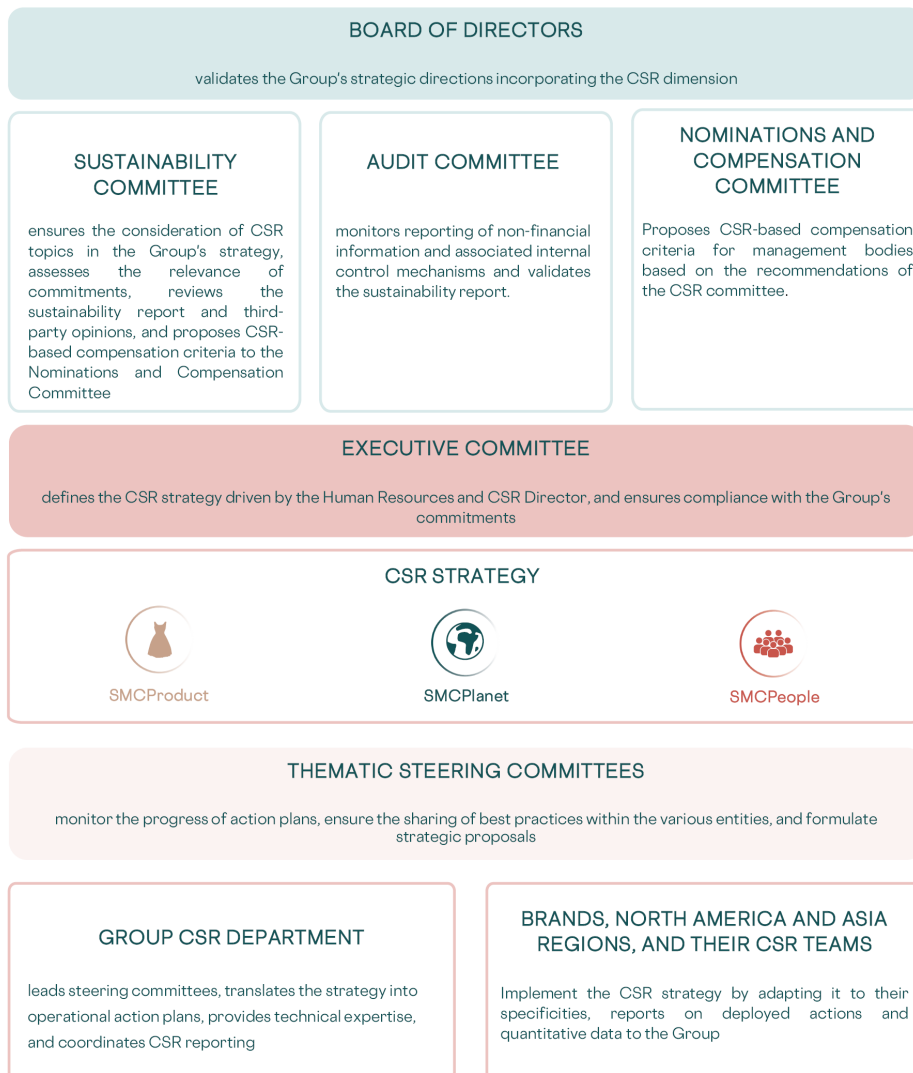 BOARD OF DIRECTORS
validates the Group's strategic directions incorporating the CSR dimension
SUSTAINABILITY
COMMITTEE
ensures the consideration of CSR
topics in the Group's strategy,
assesses the relevance of
commitments, reviews the
sustainability report and third-
party opinions, and proposes CSR-
based compensation criteria to the
Nominations and Compensation
Committee
AUDIT COMMITTEE
monitors reporting of non-financial
information and associated internal
control mechanisms and validates
the sustainability report.
NOMINATIONS AND
COMPENSATION
COMMITTEE
Proposes CSR-based compensation
criteria for management bodies
based on the recommendations of
the CSR committee.
EXECUTIVE COMMITTEE
defines the CSR strategy driven by the Human Resources and CSR Director, and ensures compliance with the Group's
commitments
CSR STRATEGY
SMCProduct
SMCPlanet
SMCPeople
THEMATIC STEERING COMMITTEES
monitor the progress of action plans, ensure the sharing of best practices within the various entities, and formulate
strategic proposals
GROUP CSR DEPARTMENT
leads steering committees, translates the strategy into
operational action plans, provides technical expertise,
and coordinates CSR reporting
BRANDS, NORTH AMERICA AND ASIA
REGIONS, AND THEIR CSR TEAMS
Implement the CSR strategy by adapting it to their
specificities, reports on deployed actions and
quantitative data to the Group